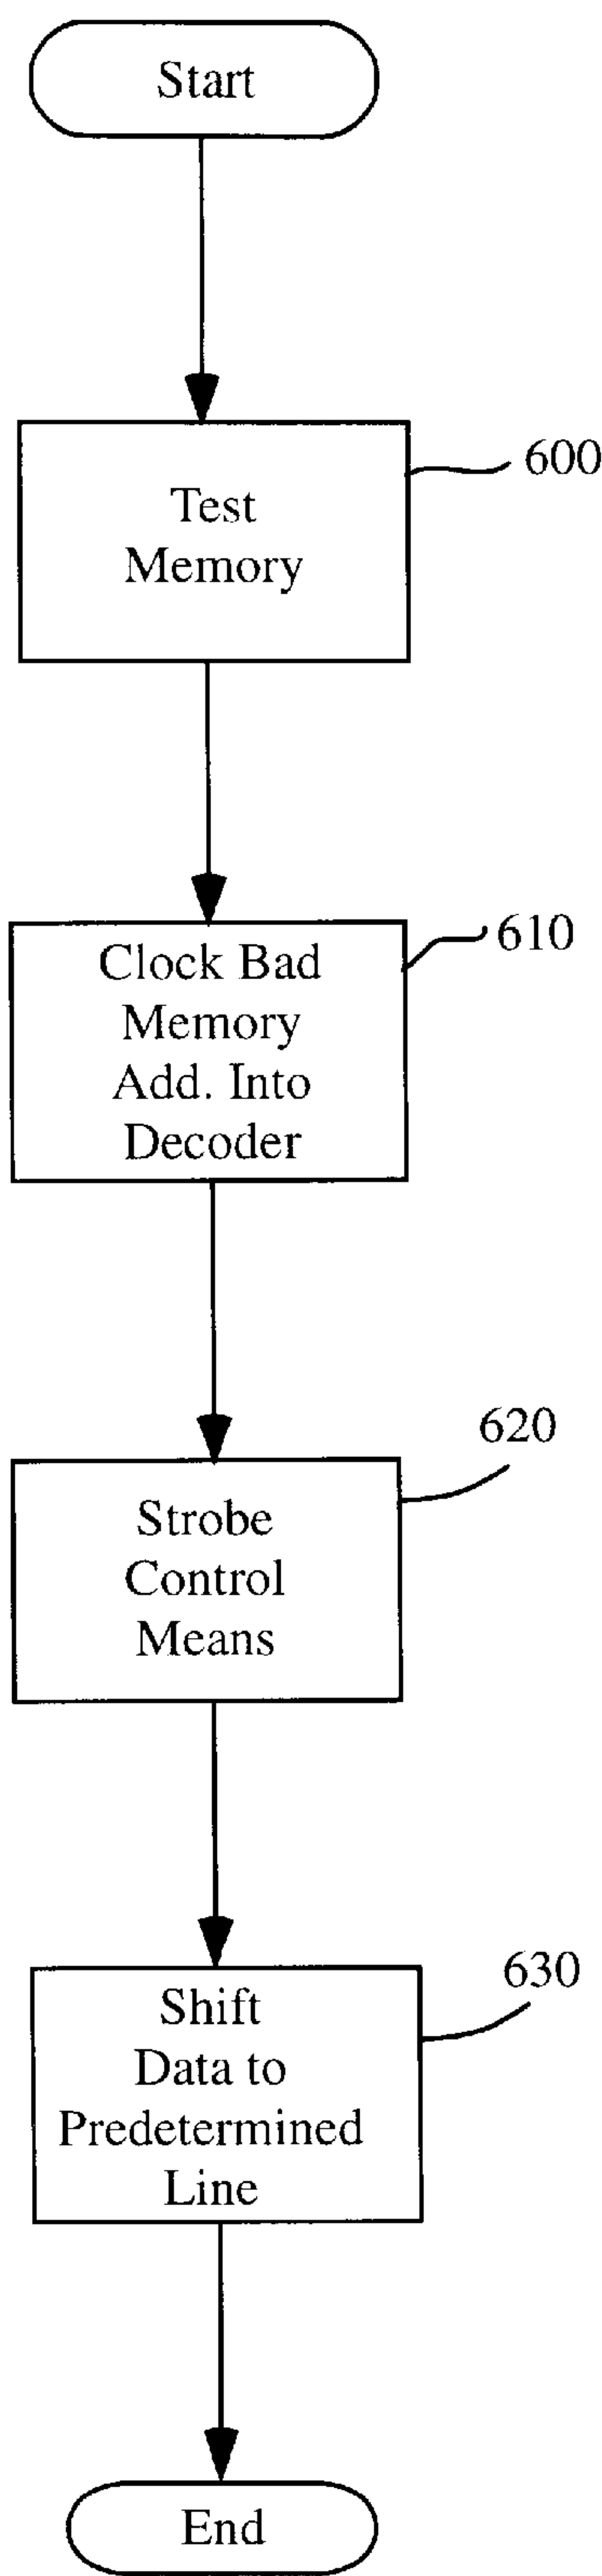 Start
600
Test
Memory
610
Clock Bad
Memory
Add. Into
Decoder
620
Strobe
Control
Means
630
Shift
Data to
Predetermined
Line
End